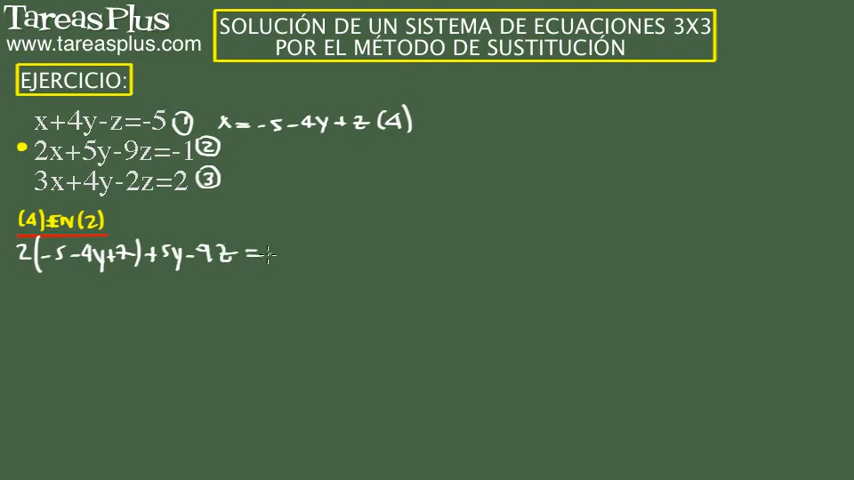 TareasPlus
www.tareasplus.com
SOLUCIÓN DE UN SISTEMA DE ECUACIONES 3X3
POR EL MÉTODO DE SUSTITUCIÓN
EJERCICIO:
x+4y-z=-5 ① x=-5-4y+z (4)
2x+5y-9z=-1 ②
3x+4y-2z=2 ③
(4) EN (2)
2(-5-4y+z)+5y-9z=